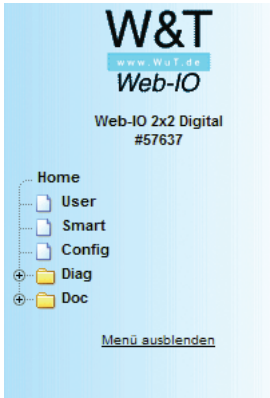 W&T
www.WuT.de
Web-IO
Web-IO 2x2 Digital
#57637
Home
User
Smart
Config
Diag
Doc
Menü ausblenden